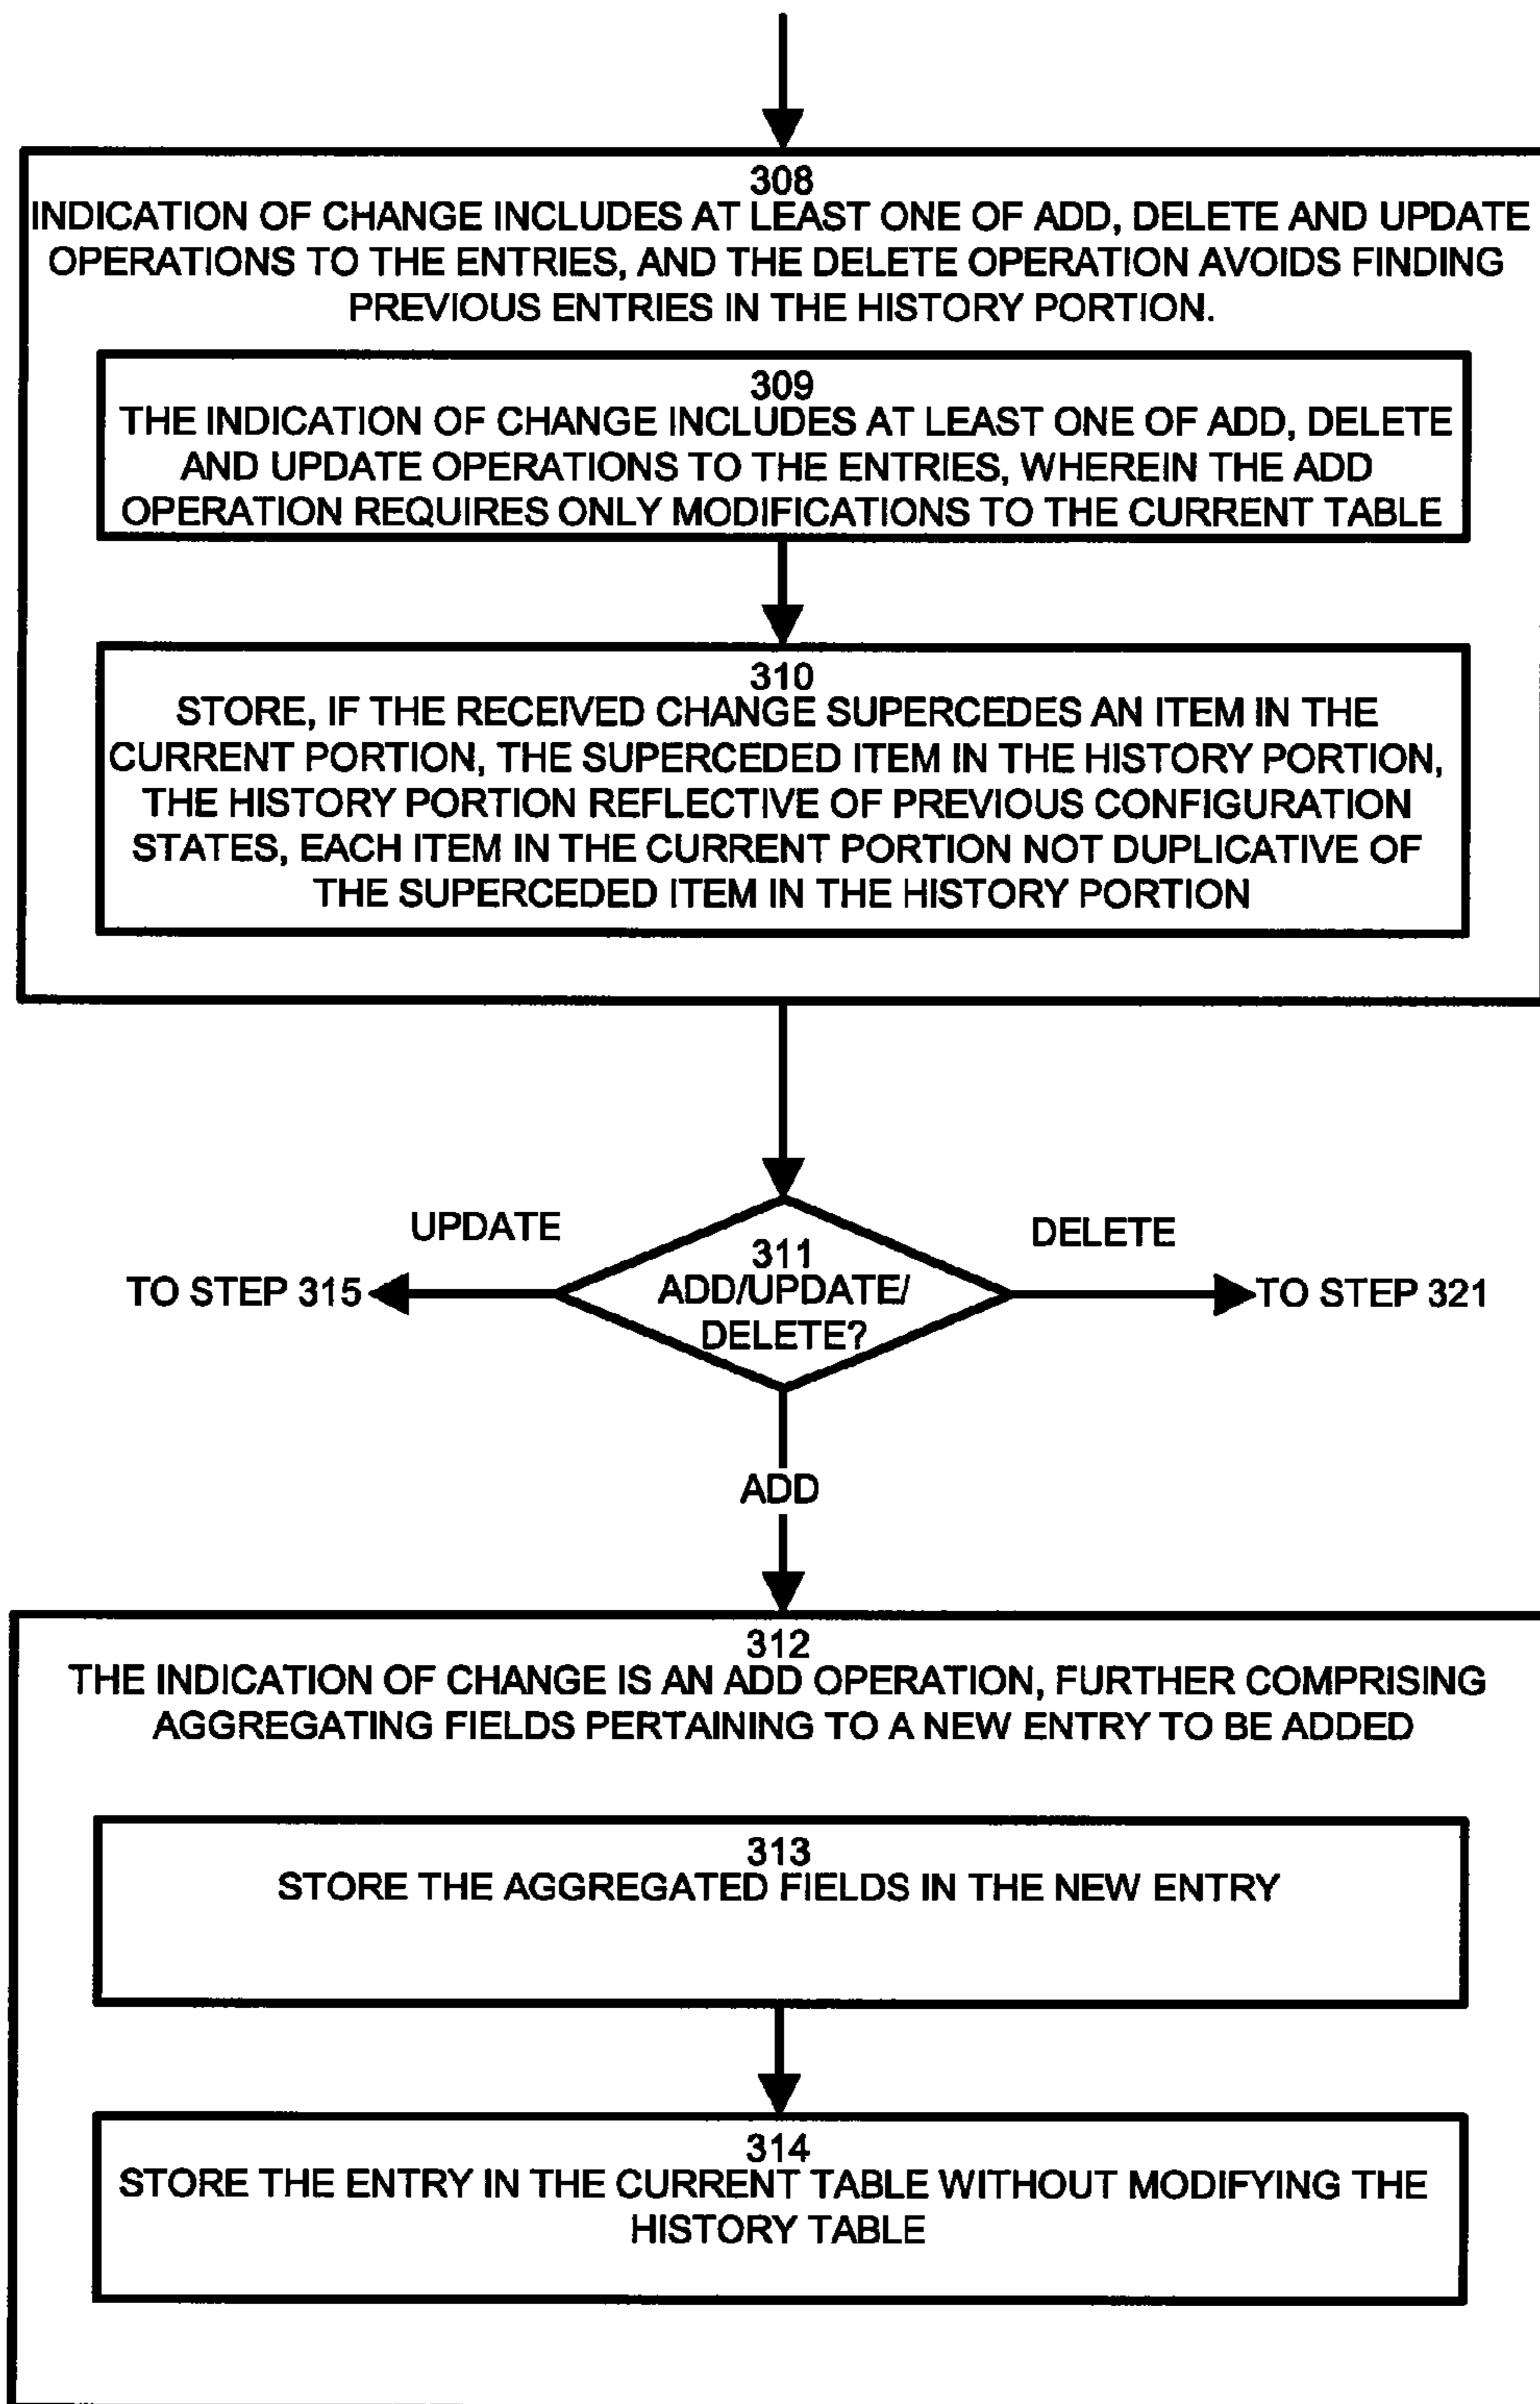 308
INDICATION OF CHANGE INCLUDES AT LEAST ONE OF ADD, DELETE AND UPDATE
OPERATIONS TO THE ENTRIES, AND THE DELETE OPERATION AVOIDS FINDING
PREVIOUS ENTRIES IN THE HISTORY PORTION.
309
THE INDICATION OF CHANGE INCLUDES AT LEAST ONE OF ADD, DELETE
AND UPDATE OPERATIONS TO THE ENTRIES, WHEREIN THE ADD
OPERATION REQUIRES ONLY MODIFICATIONS TO THE CURRENT TABLE
310
STORE, IF THE RECEIVED CHANGE SUPERCEDES AN ITEM IN THE
CURRENT PORTION, THE SUPERCEDED ITEM IN THE HISTORY PORTION,
THE HISTORY PORTION REFLECTIVE OF PREVIOUS CONFIGURATION
STATES, EACH ITEM IN THE CURRENT PORTION NOT DUPLICATIVE OF
THE SUPERCEDED ITEM IN THE HISTORY PORTION
UPDATE
DELETE
TO STEP 315
311
ADD/UPDATE/
DELETE?
TO STEP 321
ADD
312
THE INDICATION OF CHANGE IS AN ADD OPERATION, FURTHER COMPRISING
AGGREGATING FIELDS PERTAINING TO A NEW ENTRY TO BE ADDED
313
STORE THE AGGREGATED FIELDS IN THE NEW ENTRY
314
STORE THE ENTRY IN THE CURRENT TABLE WITHOUT MODIFYING THE
HISTORY TABLE